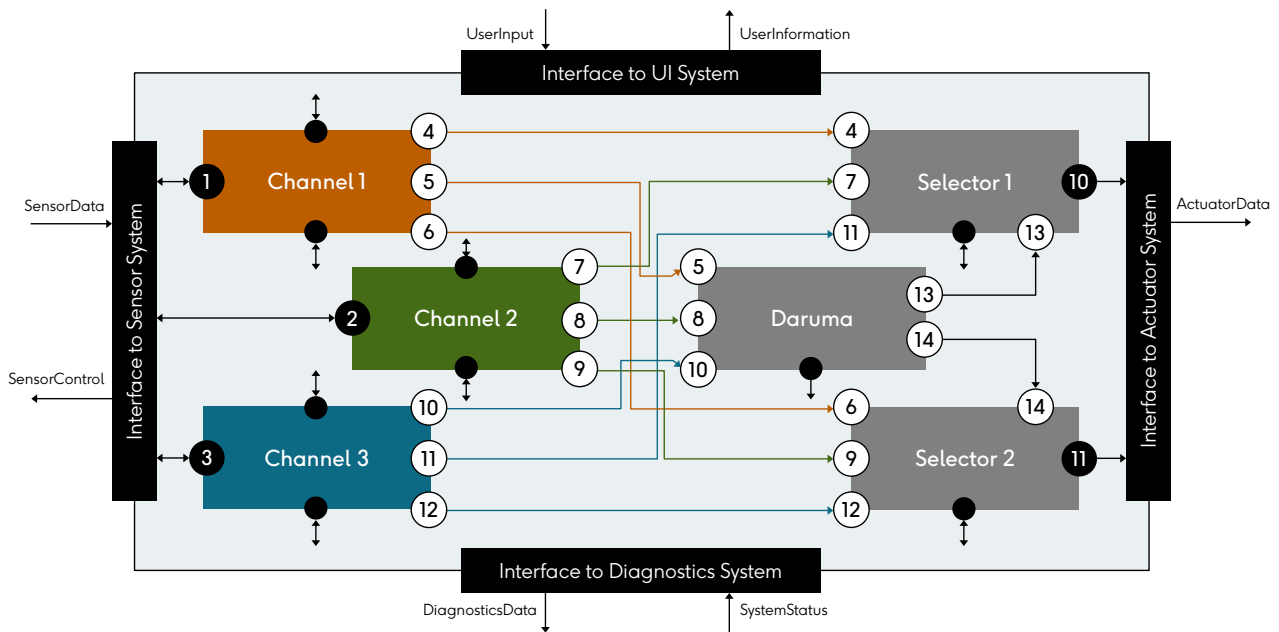 UserInput
UserInformation
Interface to UI System
4
4
1
Channel 1
5
7
Selector 1
10
SensorData
ActuatorData
6
11
13
7
5
13
2
Channel 2
8
8
Daruma
14
9
10
SensorControl
Interface to Sensor System
Interface to Actuator System
10
6
14
3
Channel 3
11
9
Selector 2
11
12
12
Interface to Diagnostics System
DiagnosticsData
SystemStatus